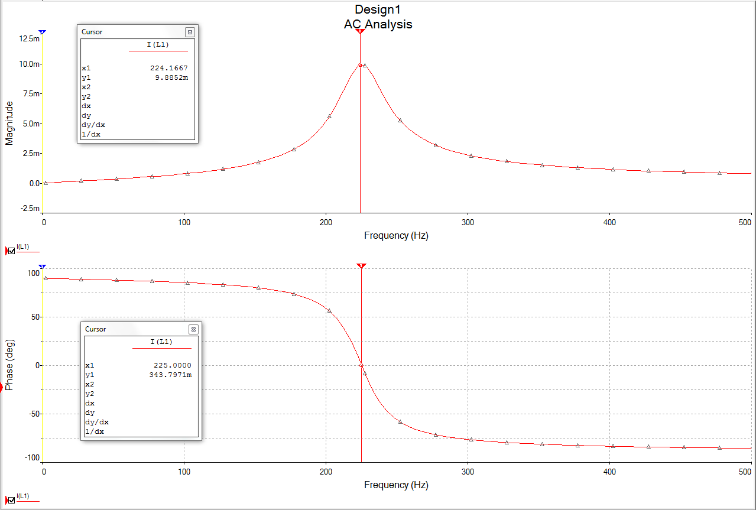 Design1
AC Analysis
Cursor
I(L1)
x1 224.1667
y1 9.8852m
x2
y2
dx
dy
dy/dx
1/dx
12.5m
10.0m
7.5m
5.0m
2.5m
0.0
-2.5m
Magnitude
0 100 200 300 400 500
Frequency (Hz)
I(L1)
Cursor
I(L1)
x1 225.0000
y1 343.7971m
x2
y2
dx
dy
dy/dx
1/dx
100
50
0
-50
-100
Phase (deg)
0 100 200 300 400 500
Frequency (Hz)
I(L1)